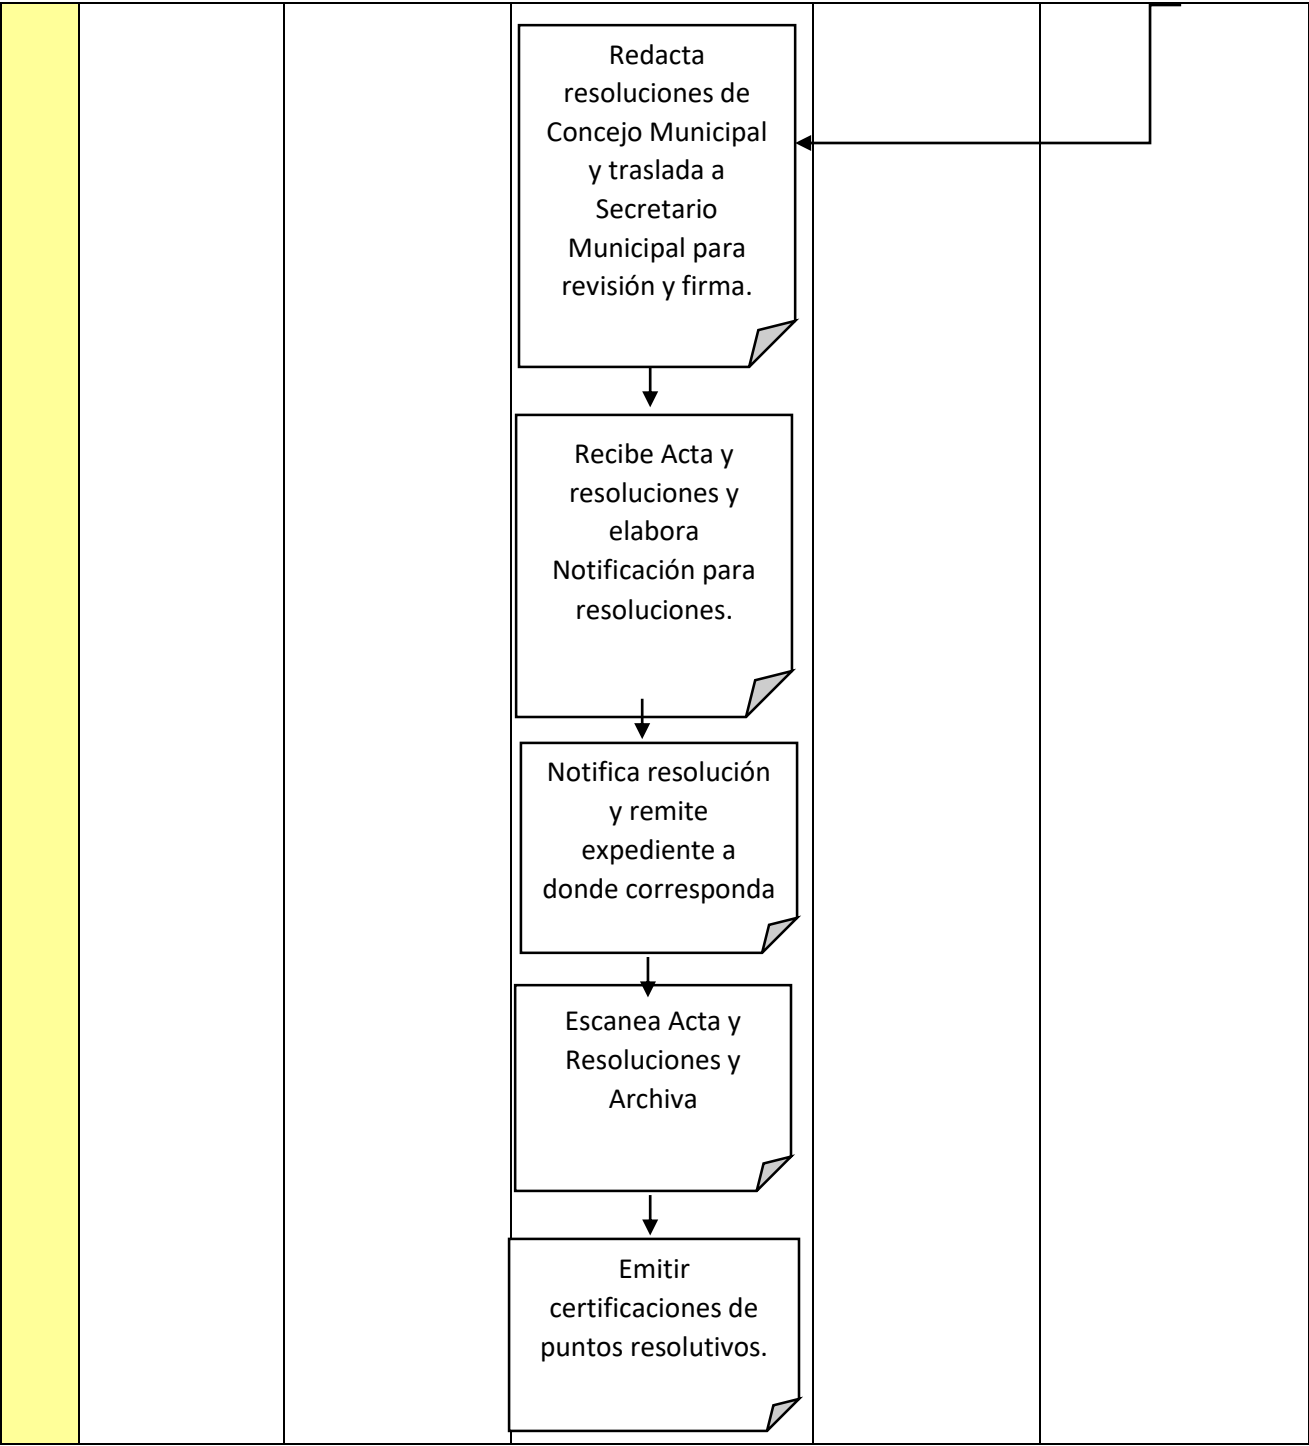 Redacta
resoluciones de
Concejo Municipal
y traslada a
Secretario
Municipal para
revisión y firma.
Recibe Acta y
resoluciones y
elabora
Notificación para
resoluciones.
Notifica resolución
y remite
expediente a
donde corresponda
Escanea Acta y
Resoluciones y
Archiva
Emitir
certificaciones de
puntos resolutivos.